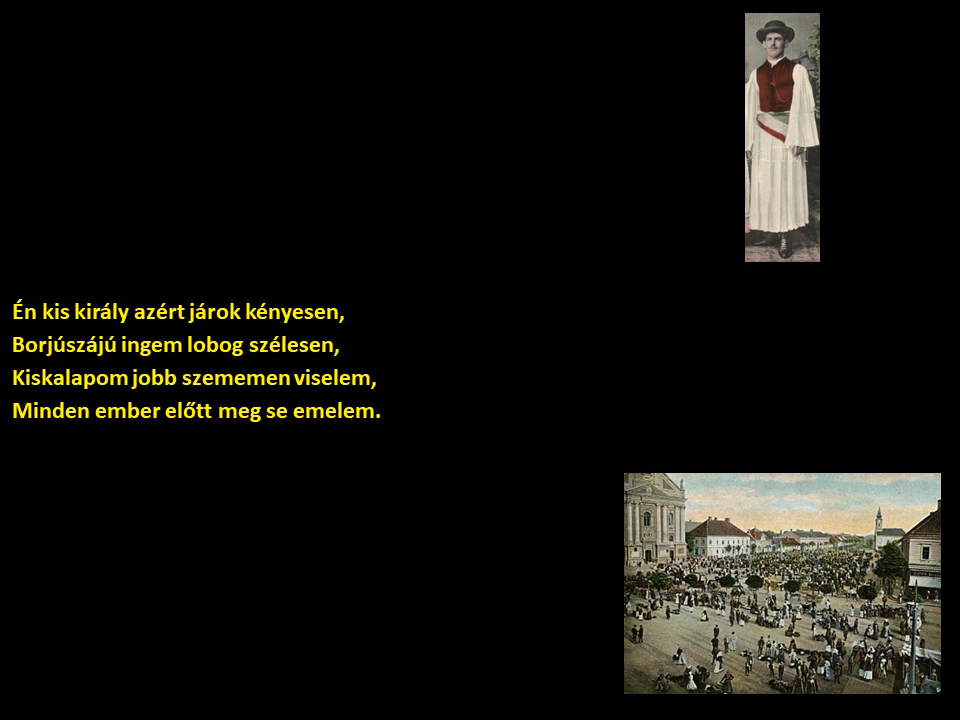 Én kis király azért járok kényesen,
Borjúszájú ingem lobog szélesen,
Kiskalapom jobb szememen viselem,
Minden ember előtt meg se emelem.